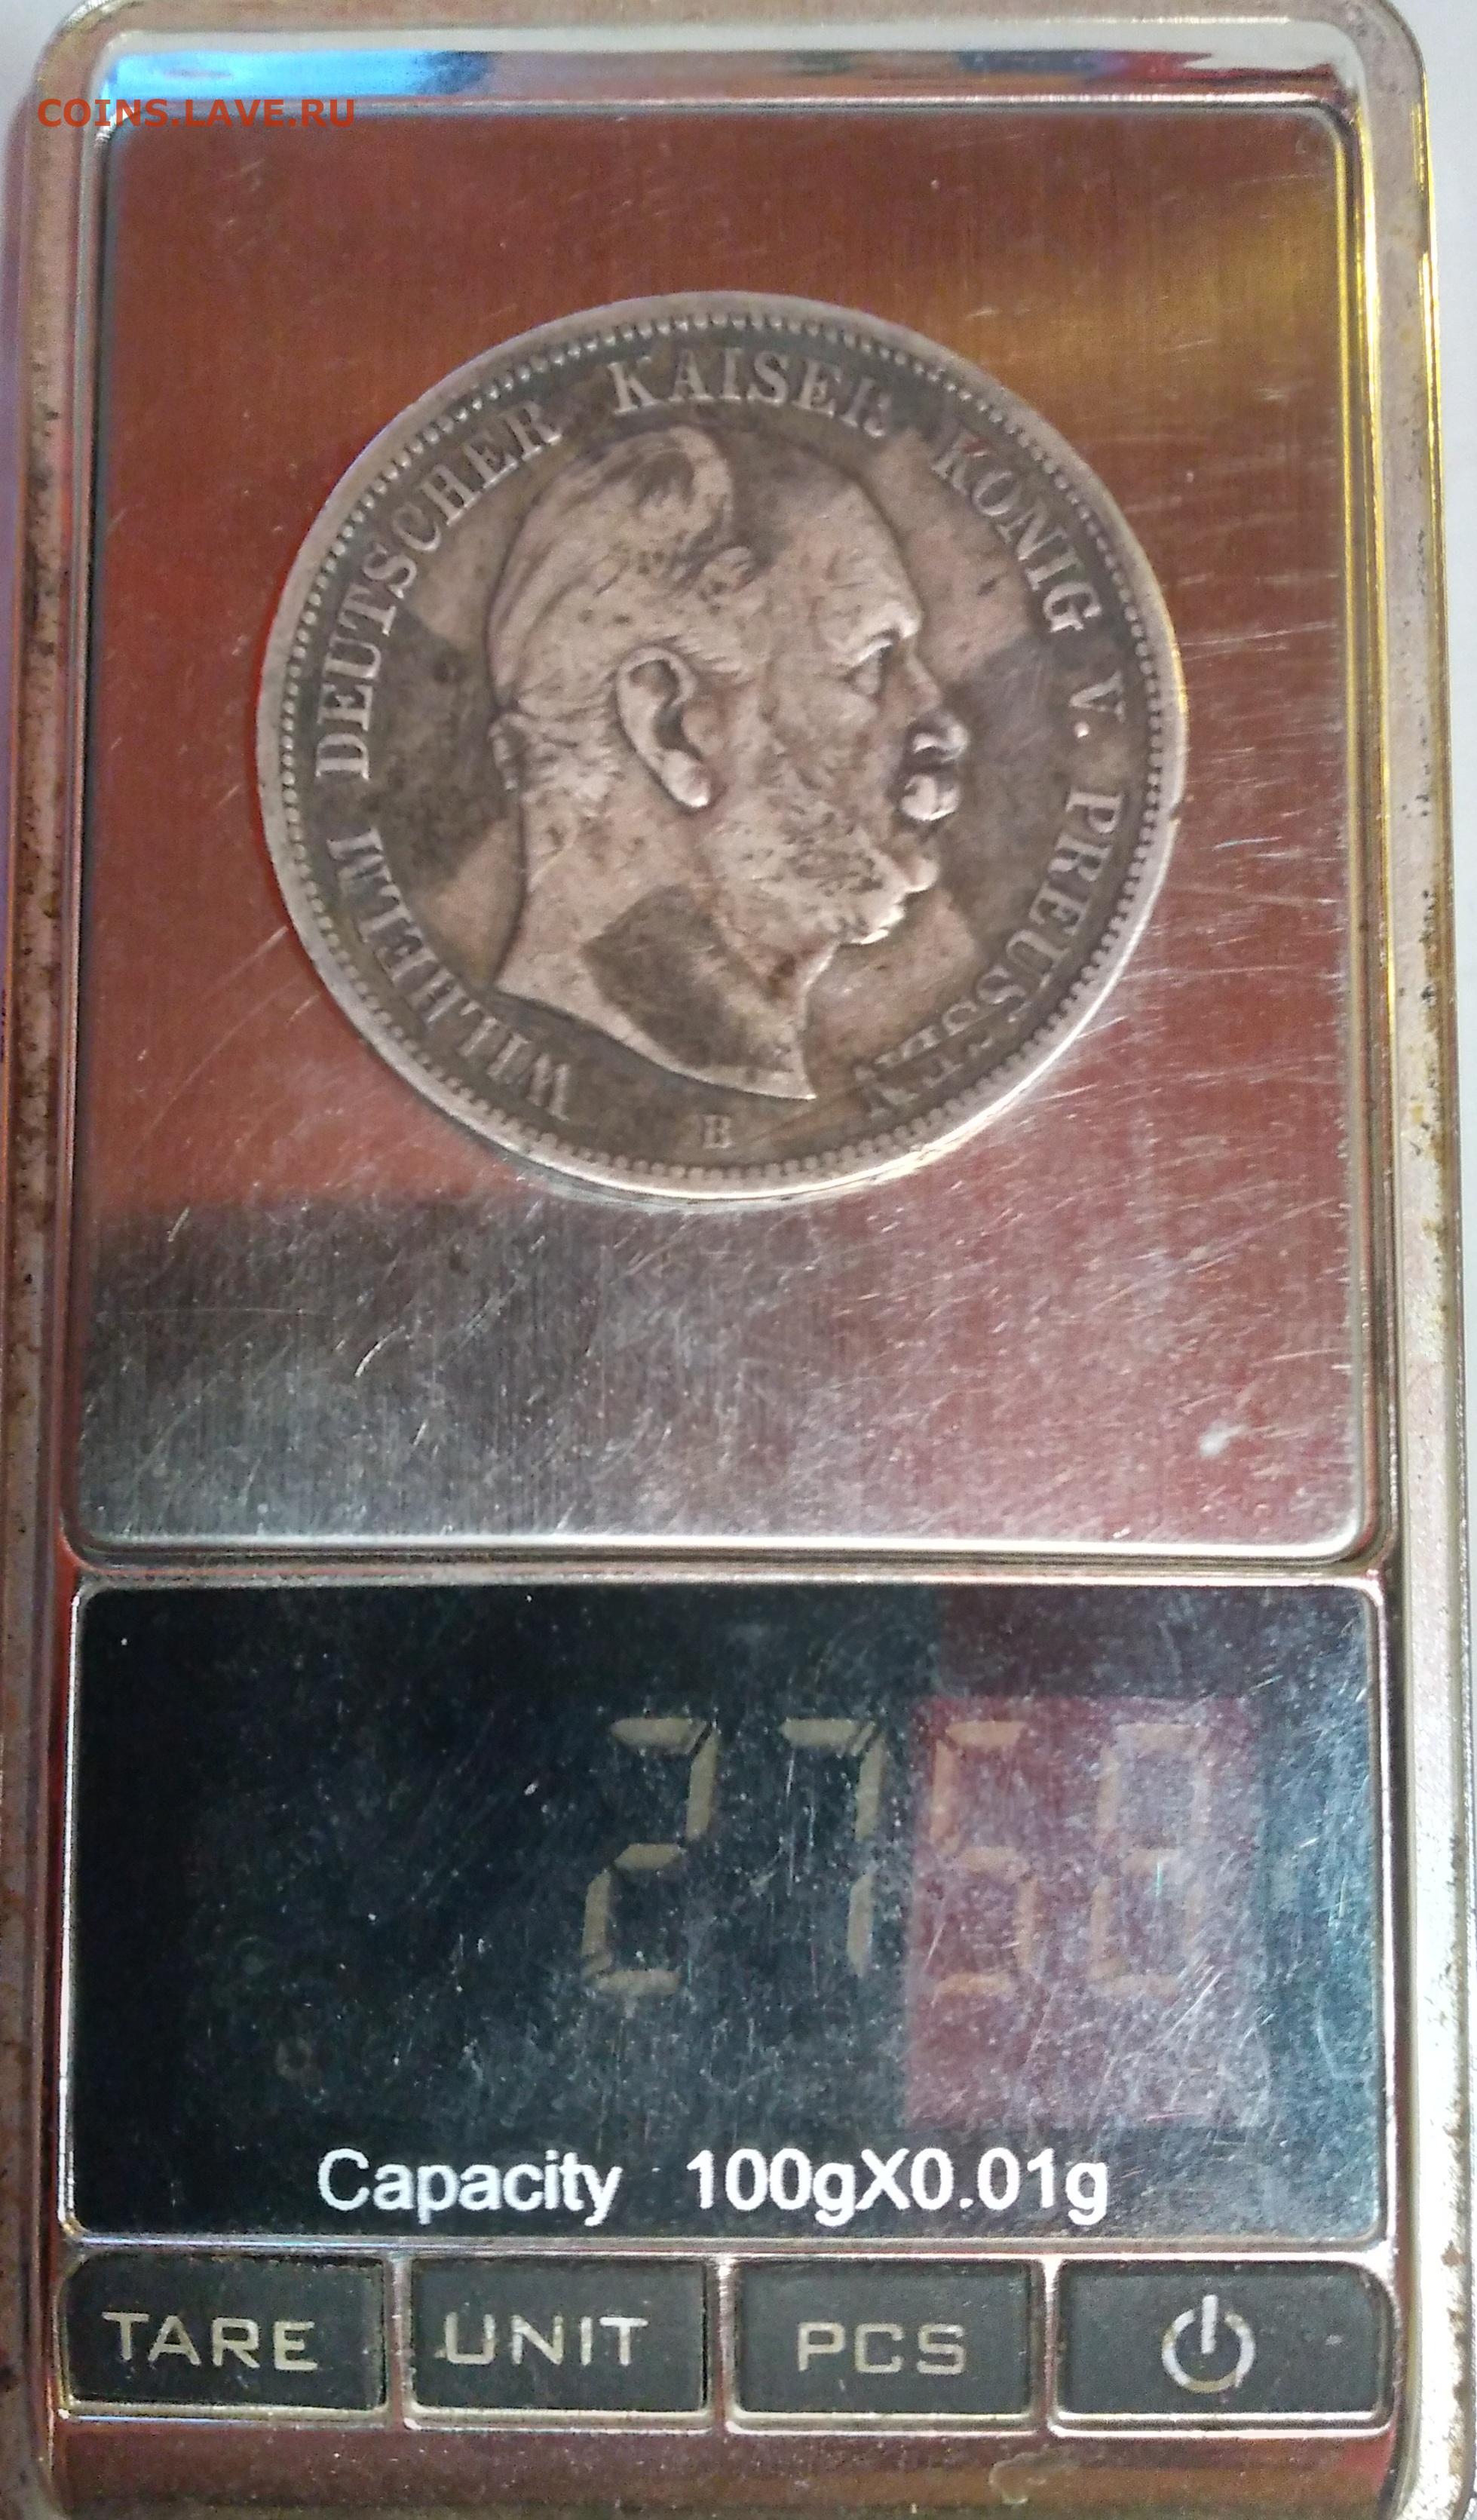 COINS.LAVE.RU
WILHELM DEUTSCHER KAISER KÖNIG V. PREUSSEN
B
Capacity 100gX0.01g
TARE UNIT PCS